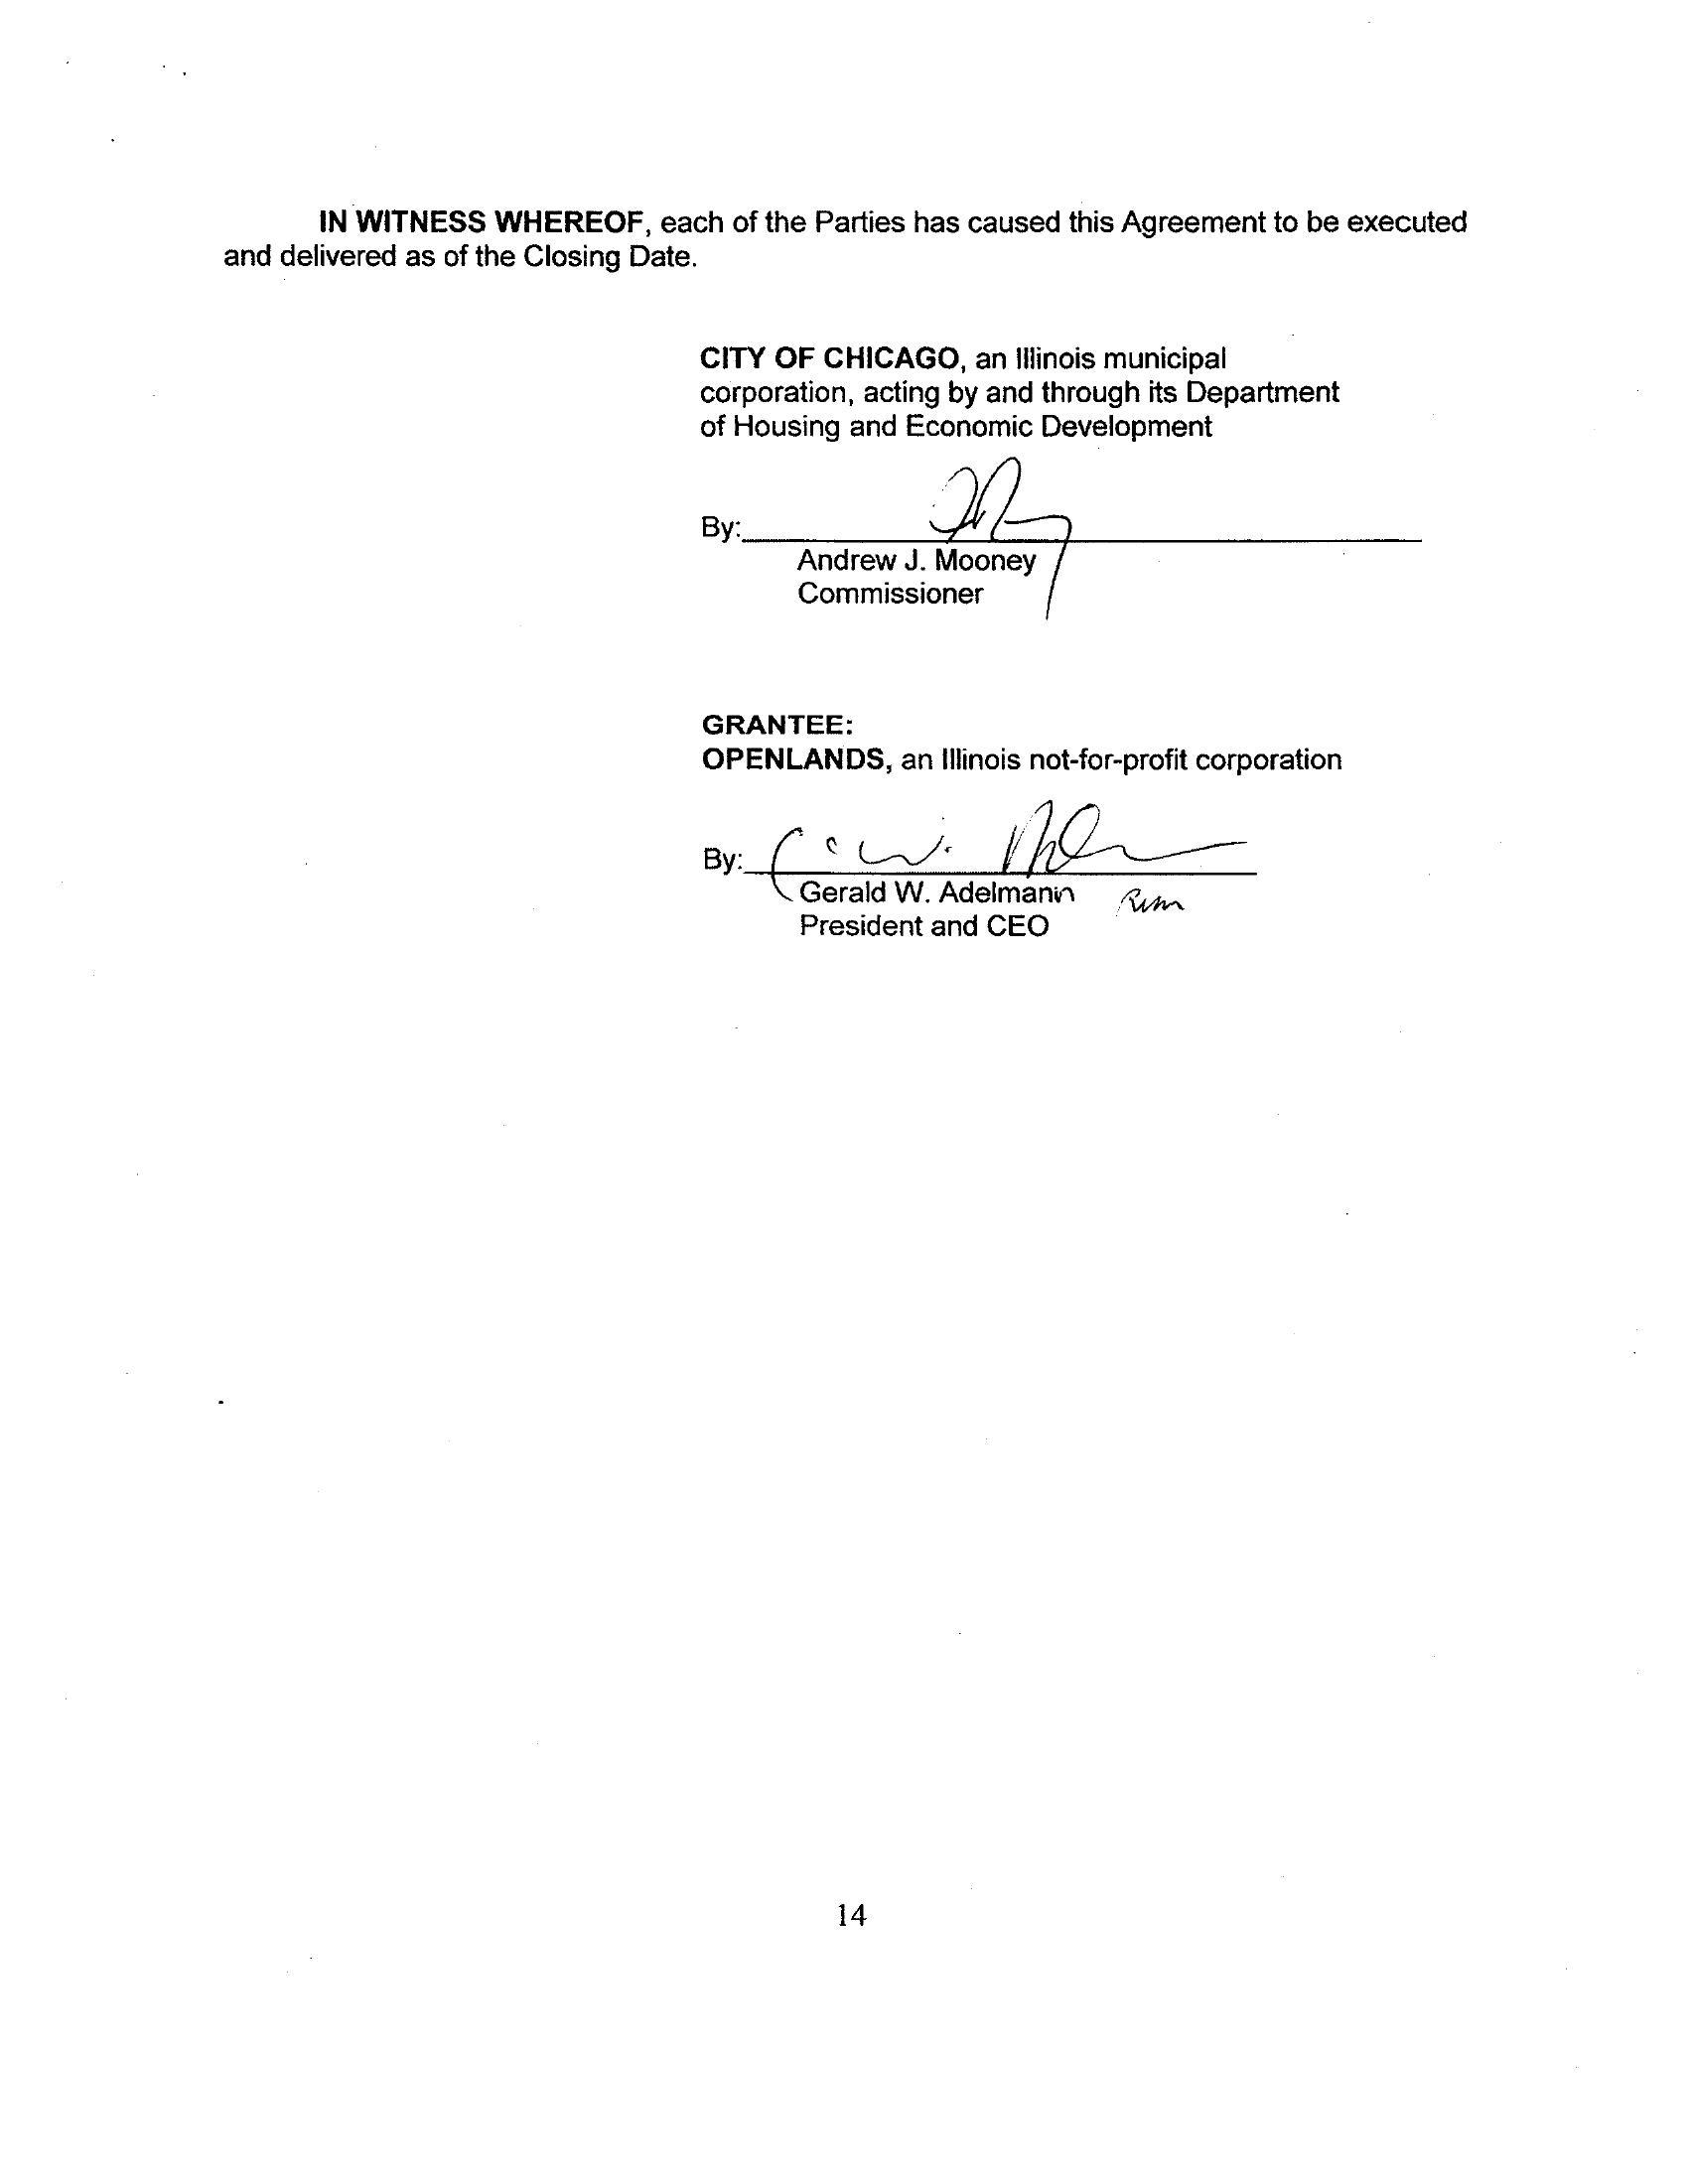 IN WITNESS WHEREOF, each of the Parties has caused this Agreement to be executed
and delivered as of the Closing Date.
CITY OF CHICAGO, an Illinois municipal
corporation, acting by and through its Department
of Housing and Economic Development
By:
Andrew J. Mooney
Commissioner
GRANTEE:
OPENLANDS, an Illinois not-for-profit corporation
By:
Gerald W. Adelmann
President and CEO
14